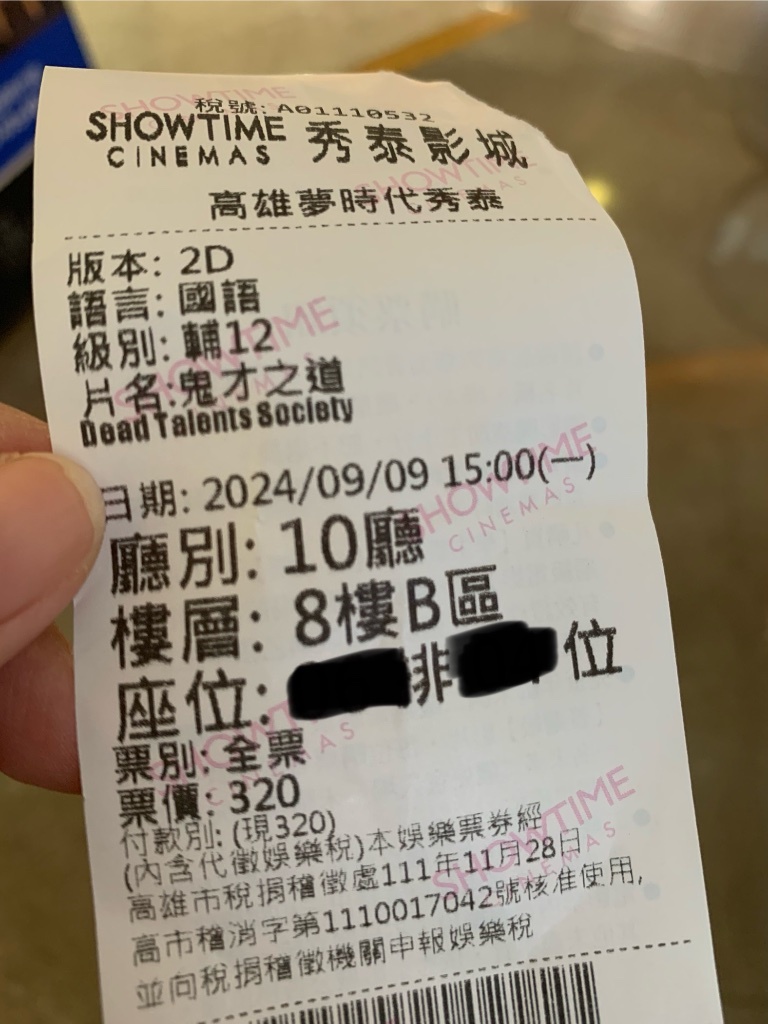 稅號: A01110532
SHOWTIME CINEMAS 秀泰影城
高雄夢時代秀泰
版本: 2D
語言: 國語
級別: 輔12
片名:鬼才之道
Dead Talents Society
日期: 2024/09/09 15:00(一)
廳別: 10廳
樓層: 8樓B區
座位: 排 位
票別: 全票
票價: 320
付款別: (現320)
(內含代徵娛樂稅)本娛樂票券經
高雄市稅捐稽徵處111年11月28日
高市稽消字第1110017042號核准使用,
並向稅捐稽徵機關申報娛樂稅